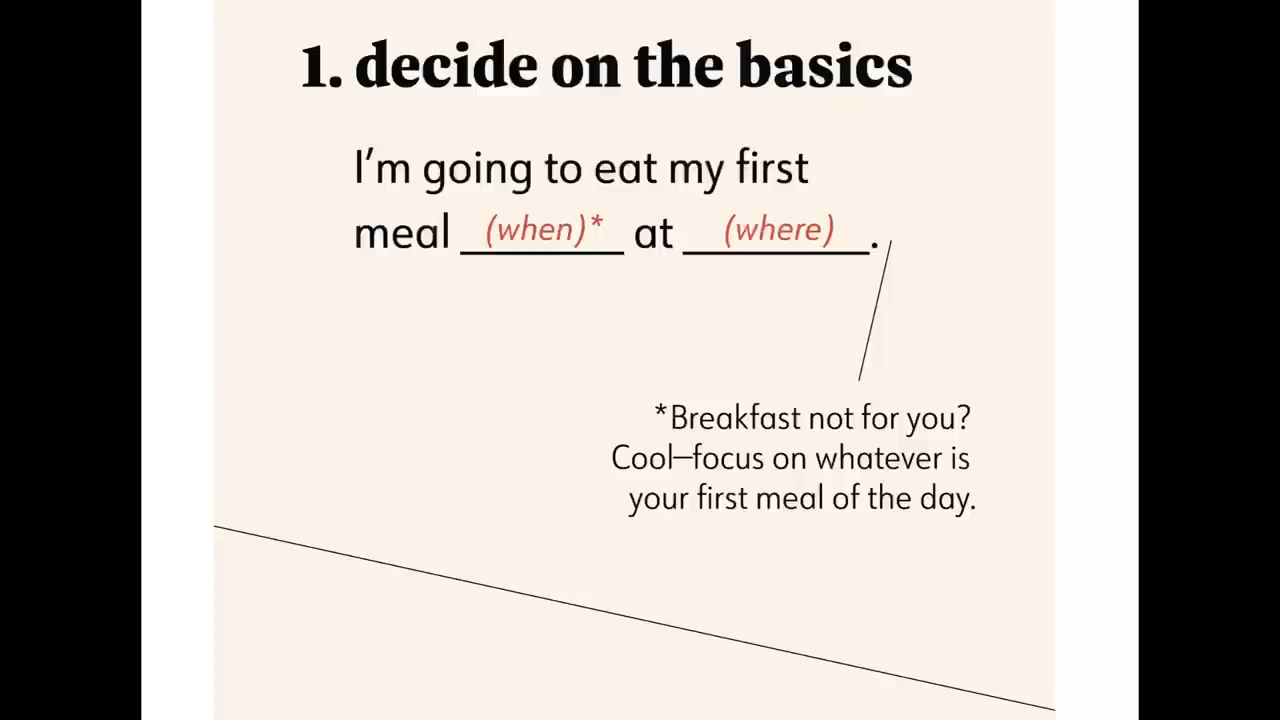 1. decide on the basics
I’m going to eat my first
meal (when)* at (where).
*Breakfast not for you?
Cool—focus on whatever is
your first meal of the day.